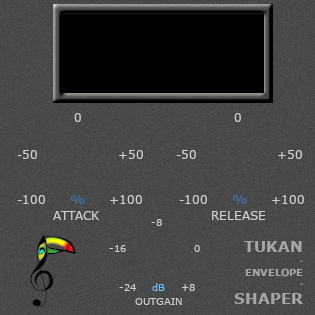 0 0
-50 +50 -50 +50
-100 % +100 -100 % +100
ATTACK RELEASE
-8
-16 0
TUKAN
-
ENVELOPE
-
SHAPER
-24 dB +8
OUTGAIN